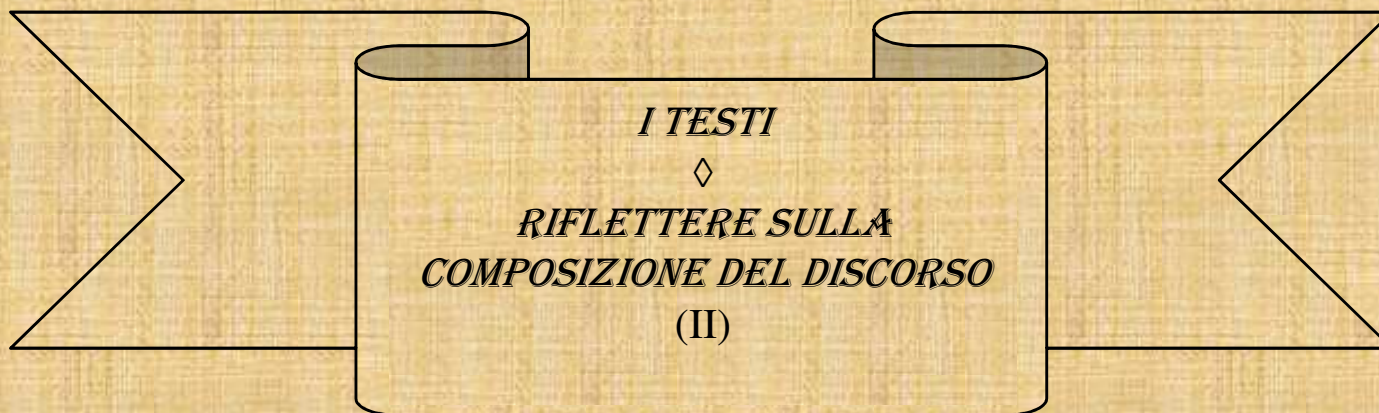 I TESTI
◊
RIFLETTERE SULLA
COMPOSIZIONE DEL DISCORSO
(II)